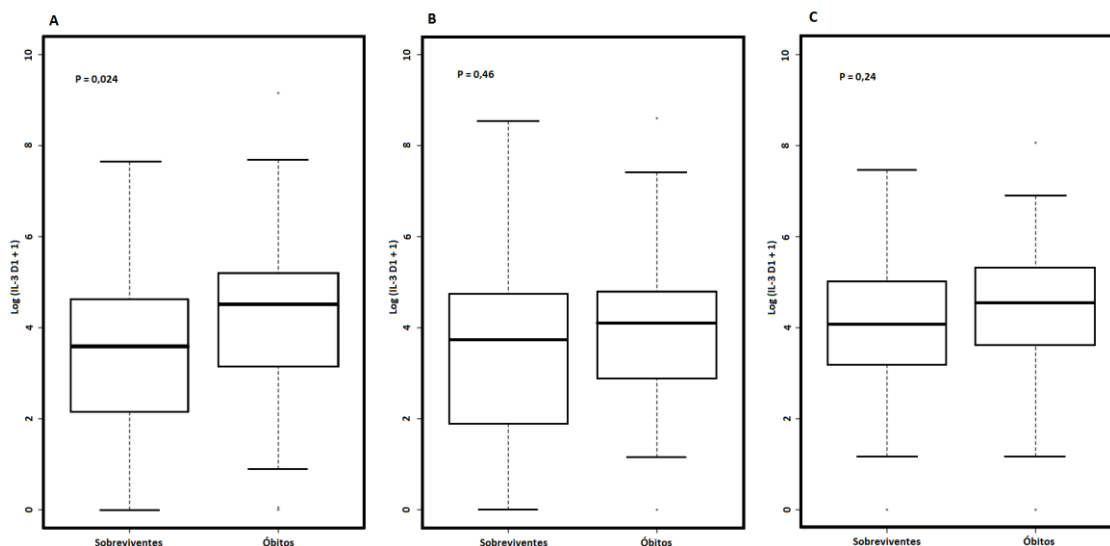 A
P = 0,024
Log (IL-3 D1 + 1)
10
8
6
4
2
0
Sobreviventes
Óbitos
B
P = 0,46
Log (IL-3 D1 + 1)
10
8
6
4
2
0
Sobreviventes
Óbitos
C
P = 0,24
Log (IL-3 D1 + 1)
10
8
6
4
2
0
Sobreviventes
Óbitos